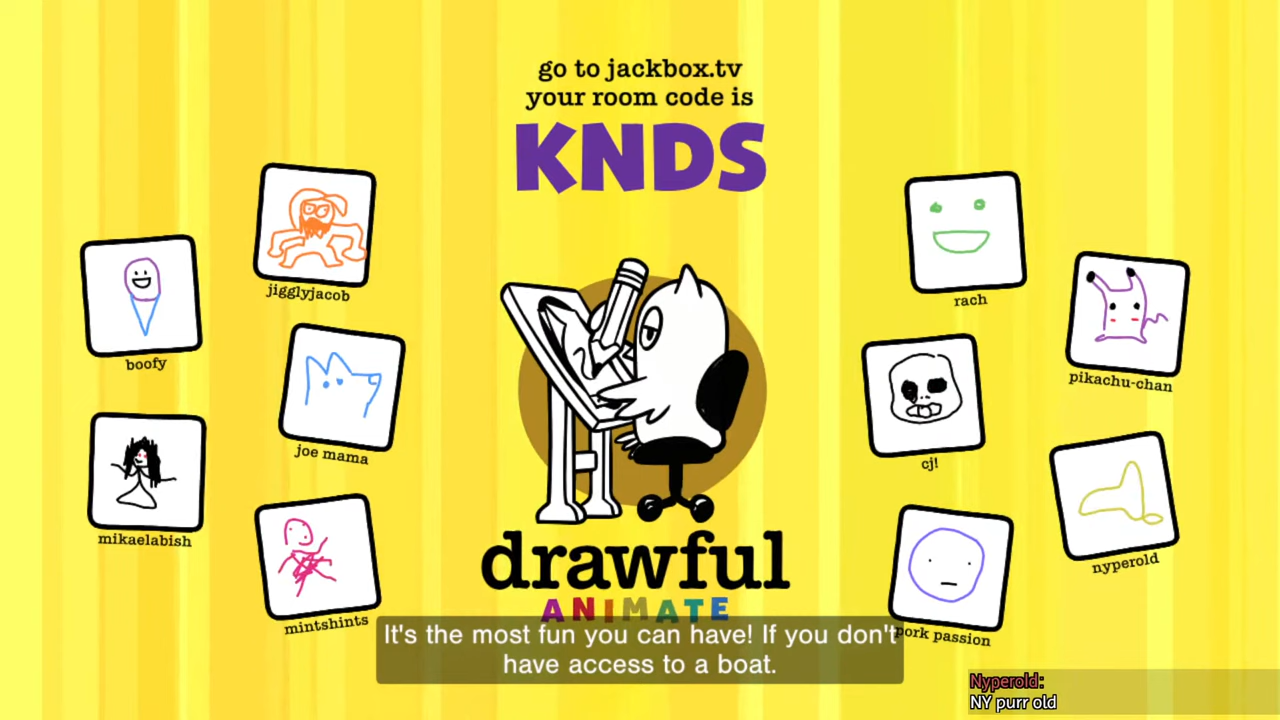 go to jackbox.tv
your room code is
KNDS
jigglyjacob
boofy
joe mama
mikaelabish
mintshints
rach
pikachu-chan
cj!
nyperold
pork passion
drawful
ANIMATE
It's the most fun you can have! If you don't
have access to a boat.
Nyperold:
NY purr old